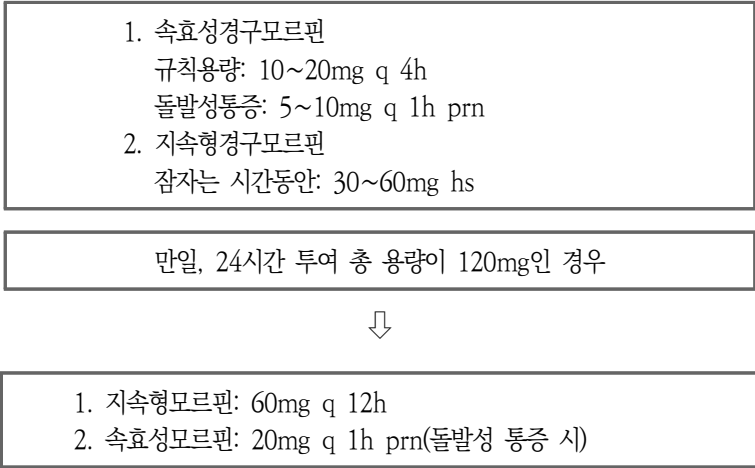 1. 속효성경구모르핀
규칙용량: 10~20mg q 4h
돌발성통증: 5~10mg q 1h prn
2. 지속형경구모르핀
잠자는 시간동안: 30~60mg hs
만일, 24시간 투여 총 용량이 120mg인 경우
⇩
1. 지속형모르핀: 60mg q 12h
2. 속효성모르핀: 20mg q 1h prn(돌발성 통증 시)